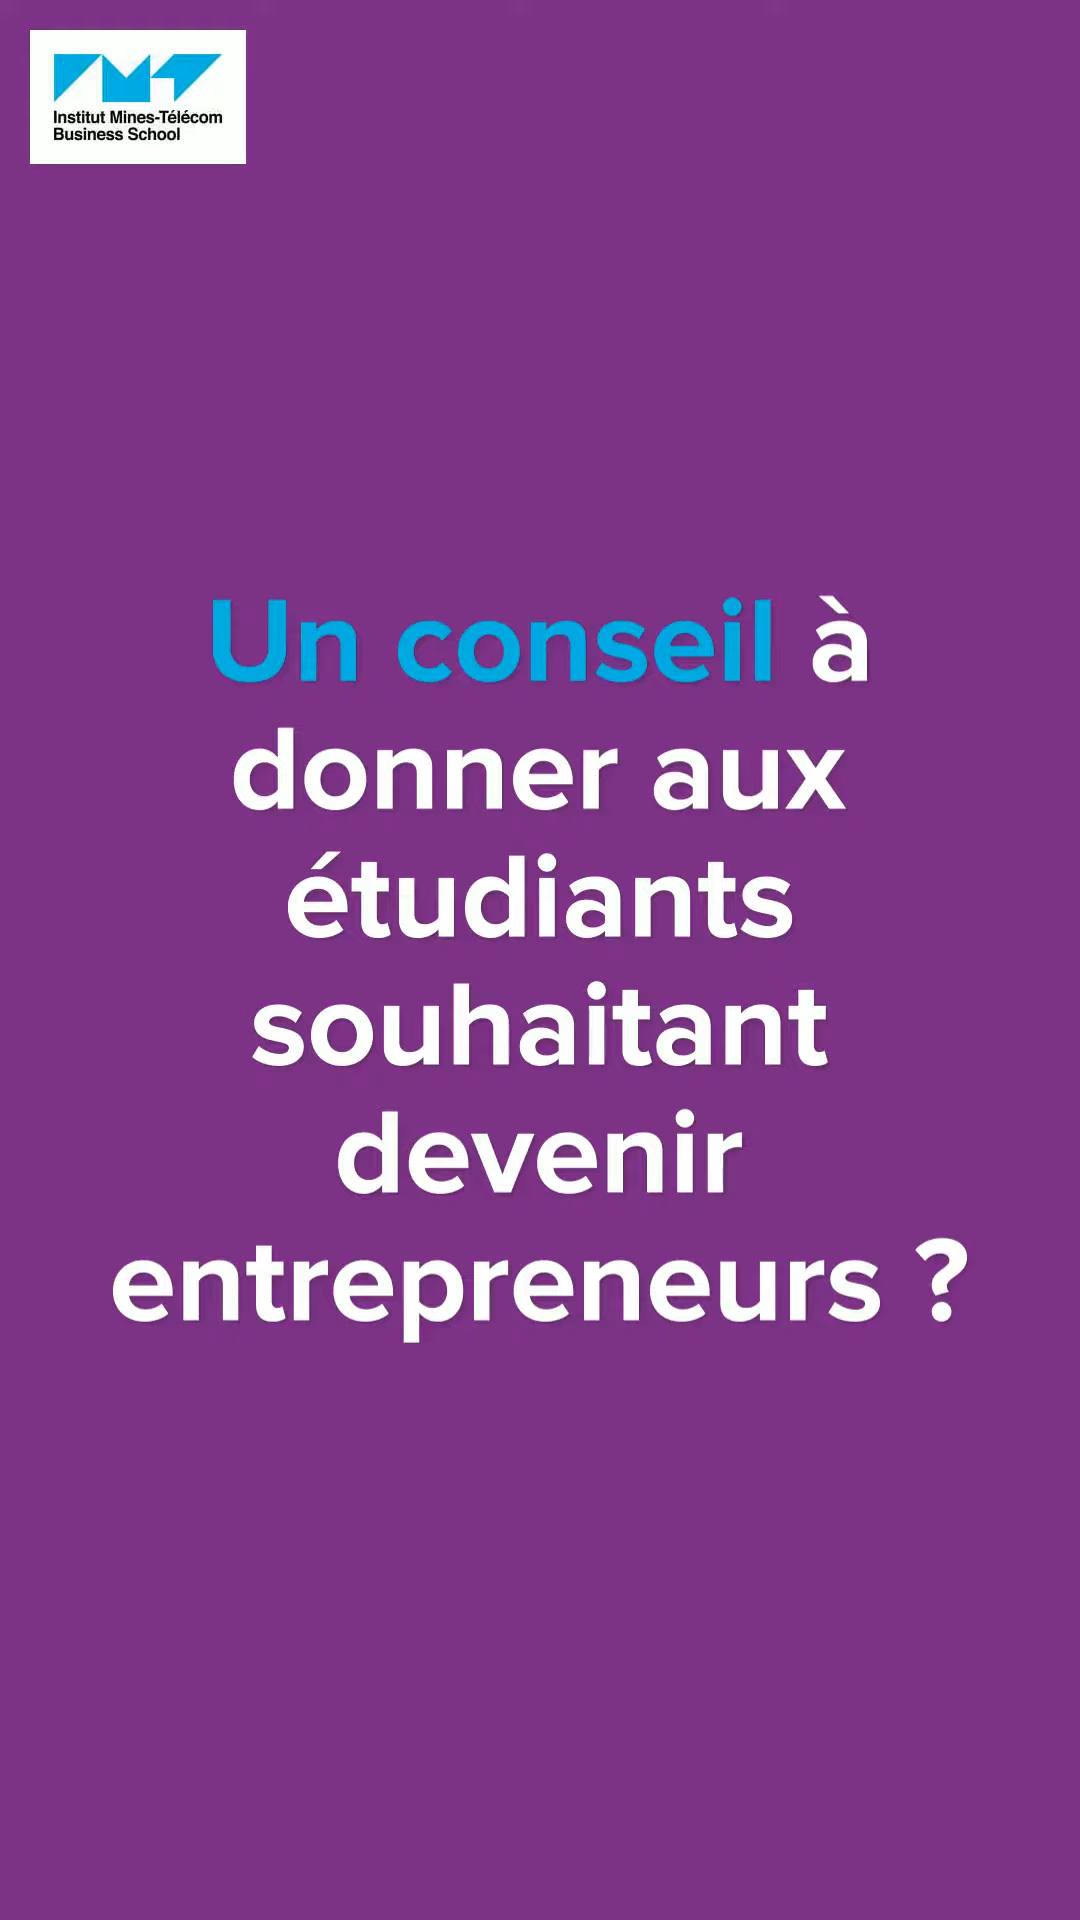 Institut Mines-Télécom
Business School
Un conseil à
donner aux
étudiants
souhaitant
devenir
entrepreneurs ?